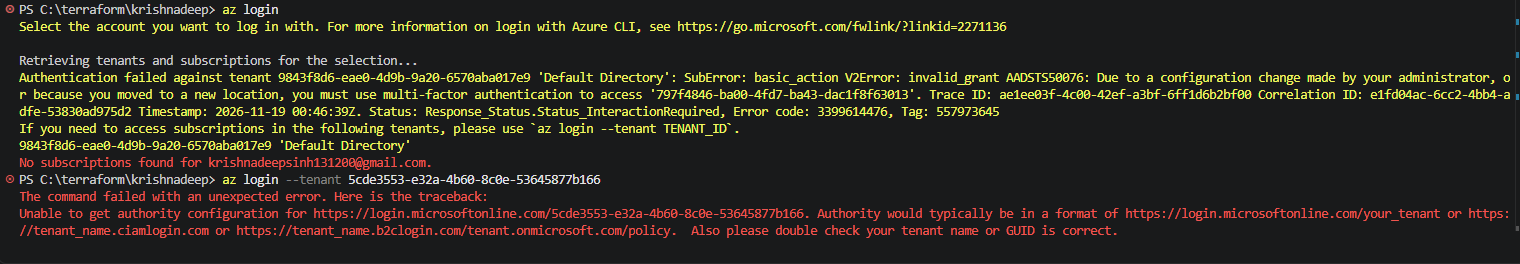 PS C:\terraform\krishnadeep> az login
Select the account you want to log in with. For more information on login with Azure CLI, see https://go.microsoft.com/fwlink/?linkid=2271136
Retrieving tenants and subscriptions for the selection...
Authentication failed against tenant 9843f8d6-eae0-4d9b-9a20-6570aba017e9 'Default Directory': SubError: basic_action V2Error: invalid_grant AADSTS50076: Due to a configuration change made by your administrator, o
r because you moved to a new location, you must use multi-factor authentication to access '797f4846-ba00-4fd7-ba43-dac1f8f63013'. Trace ID: ae1ee03f-4c00-42ef-a3bf-6ff1d6b2bf00 Correlation ID: e1fd04ac-6cc2-4bb4-a
dfe-53830ad975d2 Timestamp: 2026-11-19 00:46:39Z. Status: Response_Status.Status_InteractionRequired, Error code: 3399614476, Tag: 557973645
If you need to access subscriptions in the following tenants, please use `az login --tenant TENANT_ID`.
9843f8d6-eae0-4d9b-9a20-6570aba017e9 'Default Directory'
No subscriptions found for krishnadeepsinh131200@gmail.com.
PS C:\terraform\krishnadeep> az login --tenant 5cde3553-e32a-4b60-8c0e-53645877b166
The command failed with an unexpected error. Here is the traceback:
Unable to get authority configuration for https://login.microsoftonline.com/5cde3553-e32a-4b60-8c0e-53645877b166. Authority would typically be in a format of https://login.microsoftonline.com/your_tenant or https:
//tenant_name.ciamlogin.com or https://tenant_name.b2clogin.com/tenant.onmicrosoft.com/policy.  Also please double check your tenant name or GUID is correct.